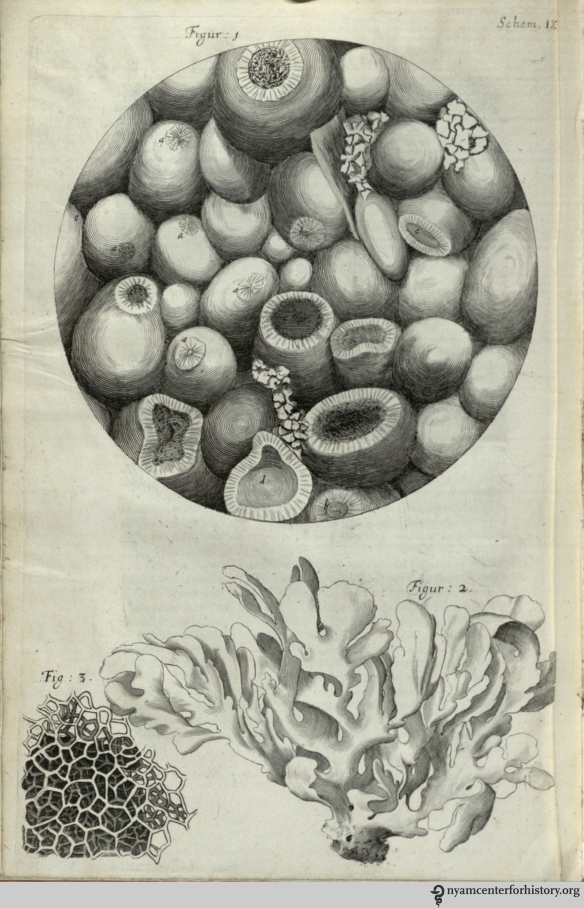 Figur: 1
Schem. IX
a
a
a
a
a
b
c
d
Figur: 2.
Fig: 3.
nyamcenterforhistory.org